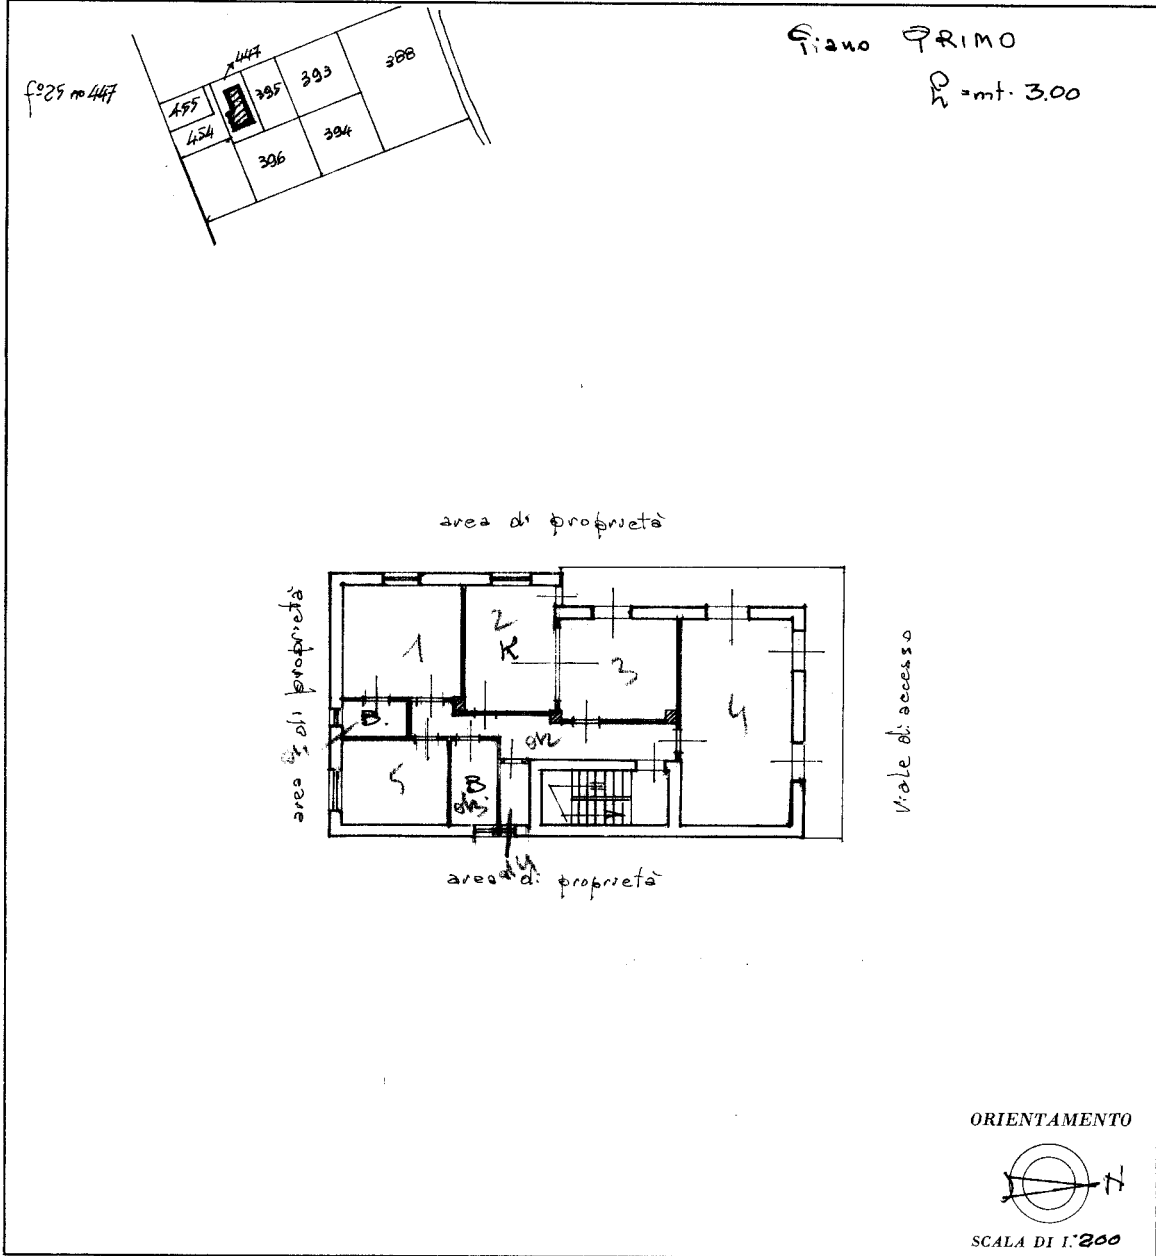 Piano PRIMO
h = mt. 3.00
f° 25 n° 447
447
455
454
395
393
388
396
394
area di proprietà
area di proprietà
Viale di accesso
1
2
K
3
4
B.
5
B
area di proprietà
ORIENTAMENTO
N
SCALA DI 1:200